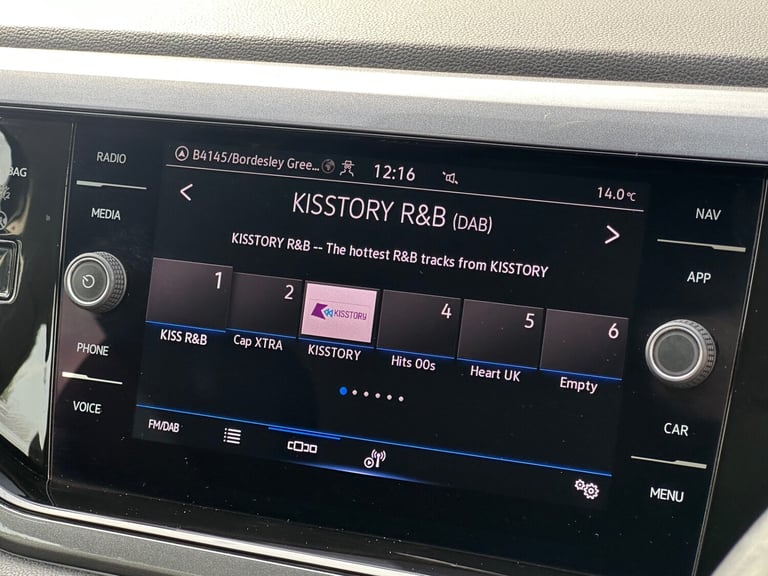 RADIO
MEDIA
PHONE
VOICE
B4145/Bordesley Gree...
12:16
14.0°C
KISSTORY R&B (DAB)
KISSTORY R&B -- The hottest R&B tracks from KISSTORY
1
2
KISSTORY
4
5
6
KISS R&B
Cap XTRA
KISSTORY
Hits 00s
Heart UK
Empty
FM/DAB
NAV
APP
CAR
MENU